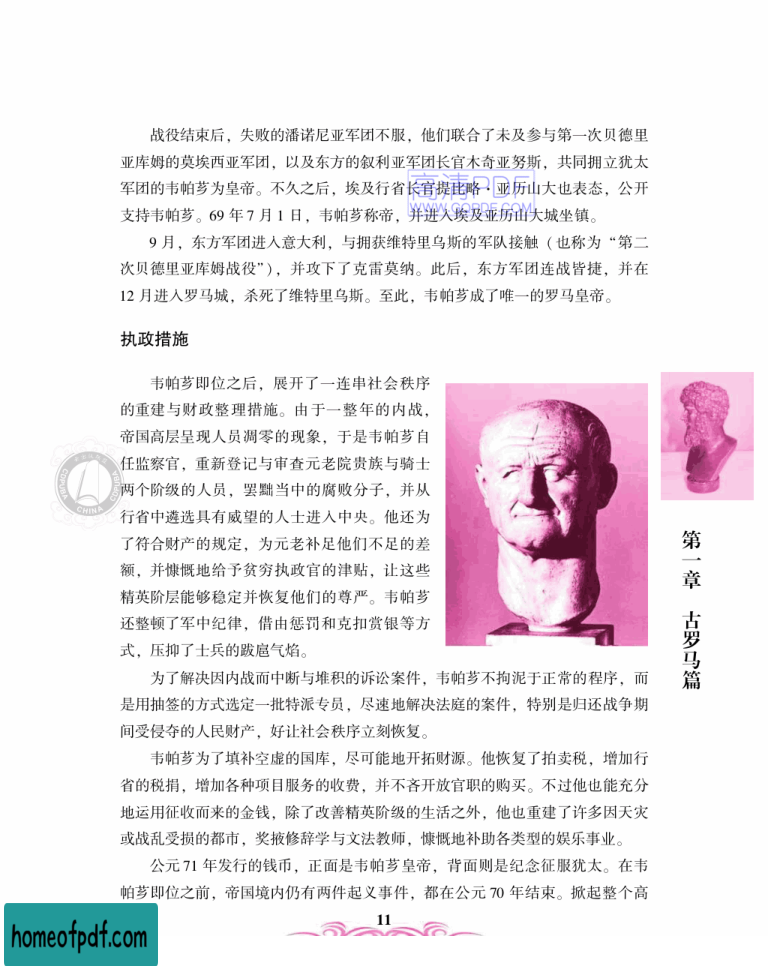 战役结束后，失败的潘诺尼亚军团不服，他们联合了未及参与第一次贝德里
亚库姆的莫埃西亚军团，以及东方的叙利亚军团长官木奇亚努斯，共同拥立犹太
军团的韦帕芗为皇帝。不久之后，埃及行省长官提比略·亚历山大也表态，公开
支持韦帕芗。69 年 7 月 1 日，韦帕芗称帝，并进入埃及亚历山大城坐镇。
高清PDF
WWW.GQPDF.COM
9 月，东方军团进入意大利，与拥获维特里乌斯的军队接触（也称为“第二
次贝德里亚库姆战役”），并攻下了克雷莫纳。此后，东方军团连战皆捷，并在
12 月进入罗马城，杀死了维特里乌斯。至此，韦帕芗成了唯一的罗马皇帝。
执政措施
韦帕芗即位之后，展开了一连串社会秩序
的重建与财政整理措施。由于一整年的内战，
帝国高层呈现人员凋零的现象，于是韦帕芗自
任监察官，重新登记与审查元老院贵族与骑士
两个阶级的人员，罢黜当中的腐败分子，并从
行省中遴选具有威望的人士进入中央。他还为
了符合财产的规定，为元老补足他们不足的差
额，并慷慨地给予贫穷执政官的津贴，让这些
精英阶层能够稳定并恢复他们的尊严。韦帕芗
还整顿了军中纪律，借由惩罚和克扣赏银等方
式，压抑了士兵的跋扈气焰。
为了解决因内战而中断与堆积的诉讼案件，韦帕芗不拘泥于正常的程序，而
是用抽签的方式选定一批特派专员，尽速地解决法庭的案件，特别是归还战争期
间受侵夺的人民财产，好让社会秩序立刻恢复。
韦帕芗为了填补空虚的国库，尽可能地开拓财源。他恢复了拍卖税，增加行
省的税捐，增加各种项目服务的收费，并不吝开放官职的购买。不过他也能充分
地运用征收而来的金钱，除了改善精英阶级的生活之外，他也重建了许多因天灾
或战乱受损的都市，奖掖修辞学与文法教师，慷慨地补助各类型的娱乐事业。
公元 71 年发行的钱币，正面是韦帕芗皇帝，背面则是纪念征服犹太。在韦
帕芗即位之前，帝国境内仍有两件起义事件，都在公元 70 年结束。掀起整个高
第一章 古罗马篇
CHINA
11
homeofpdf.com